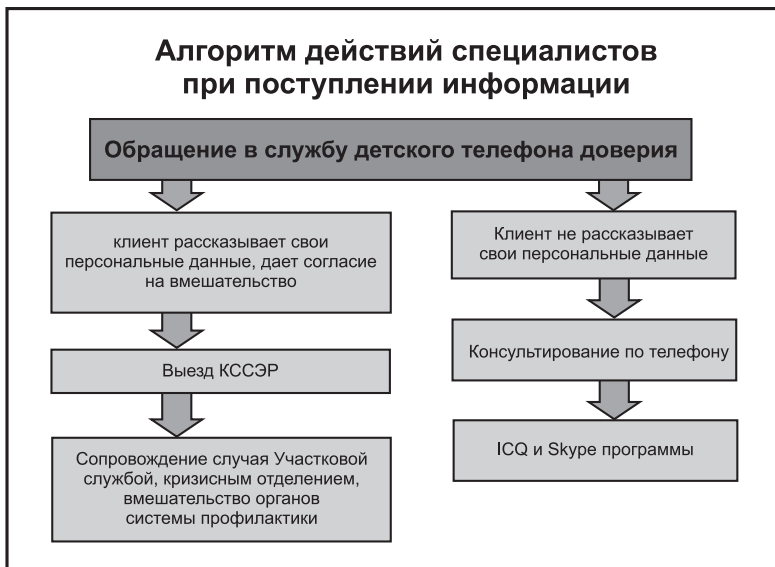 Алгоритм действий специалистов
при поступлении информации
Обращение в службу детского телефона доверия
клиент рассказывает свои
персональные данные, дает согласие
на вмешательство
Выезд КССЭР
Сопровождение случая Участковой
службой, кризисным отделением,
вмешательство органов
системы профилактики
Клиент не рассказывает
свои персональные данные
Консультирование по телефону
ICQ и Skype программы